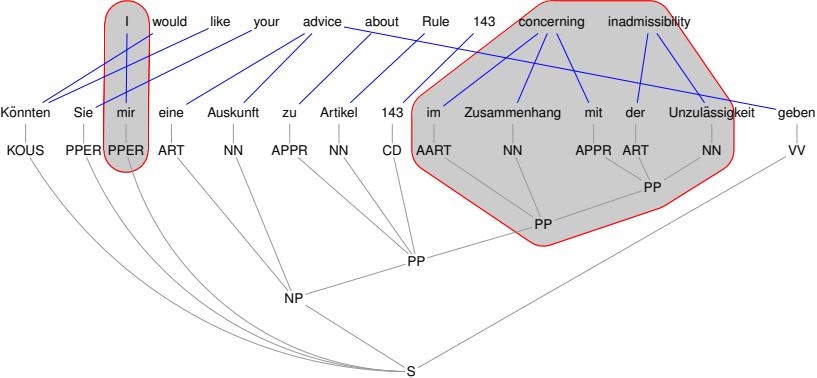 I would like your advice about Rule 143 concerning inadmissibility
Könnten Sie mir eine Auskunft zu Artikel 143 im Zusammenhang mit der Unzulässigkeit geben
KOUS PPER PPER ART NN APPR NN CD AART NN APPR ART NN VV
PP
PP
PP
NP
S